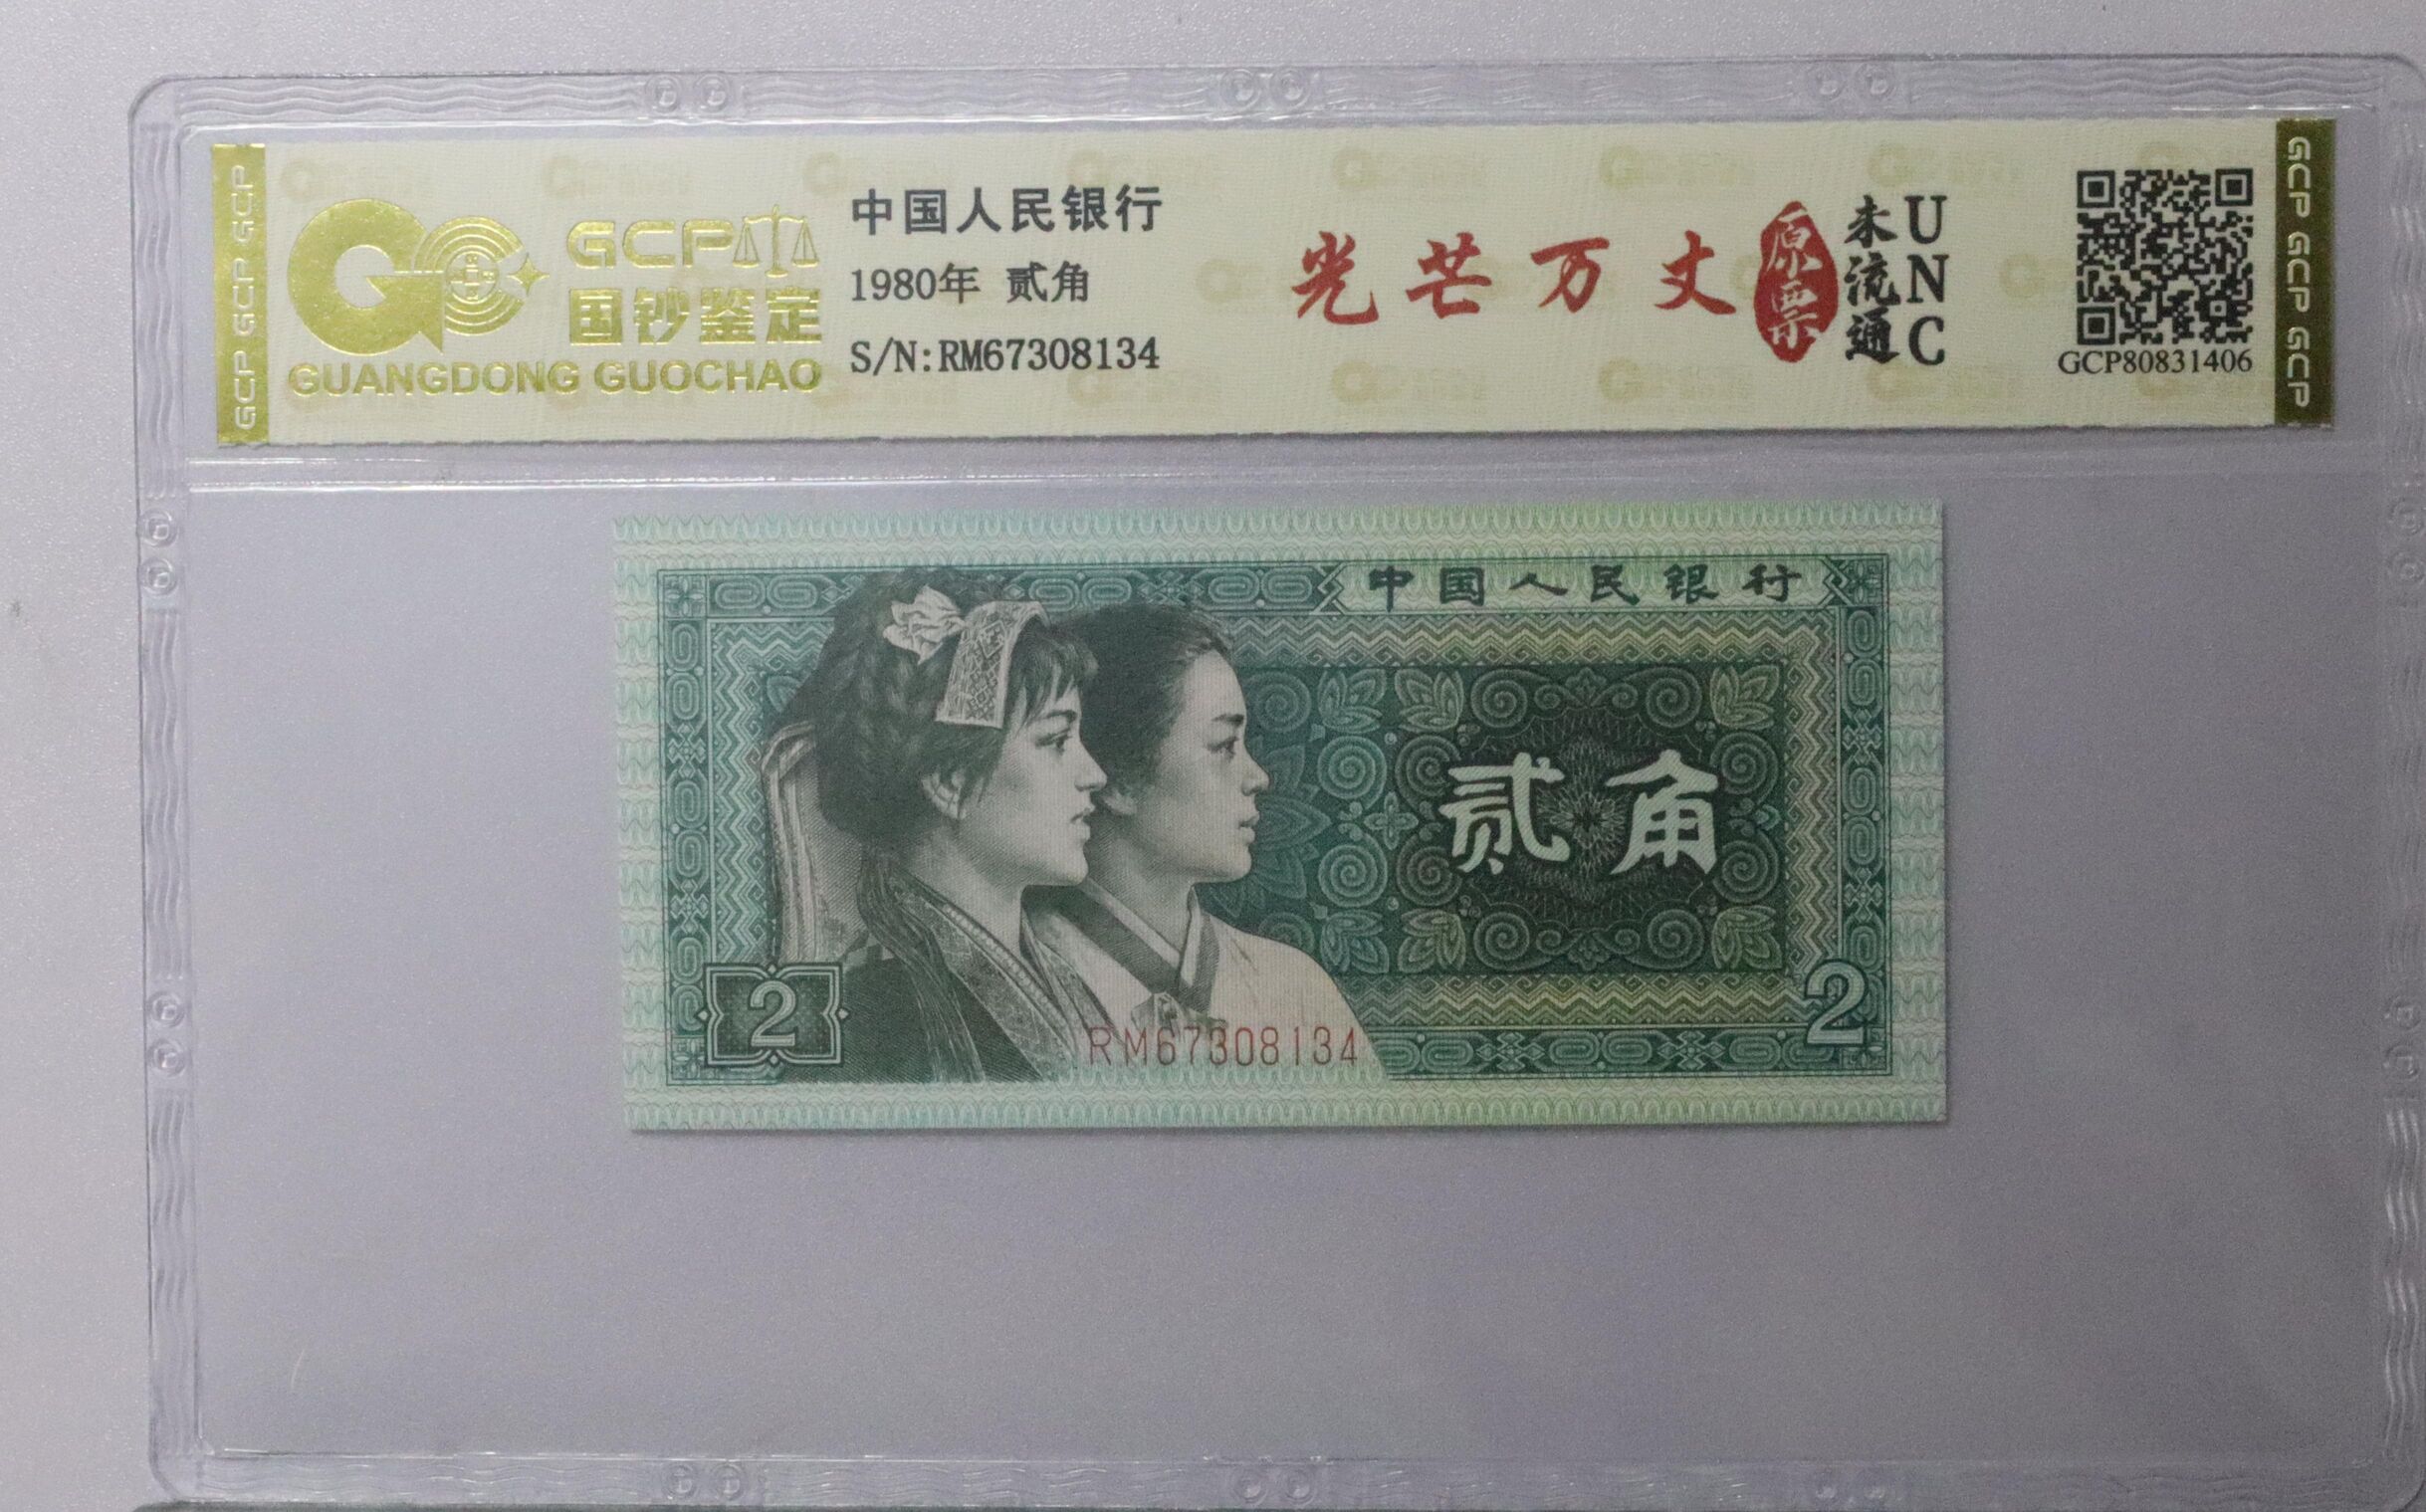 GCP GCP GCP
GCP
国钞鉴定
GUANGDONG GUOCHAO
中国人民银行
1980年 贰角
S/N:RM67308134
光芒万丈
原票
未流通
UNC
GCP80831406
GCP GCP GCP
中国人民银行
贰角
2
2
RM67308134